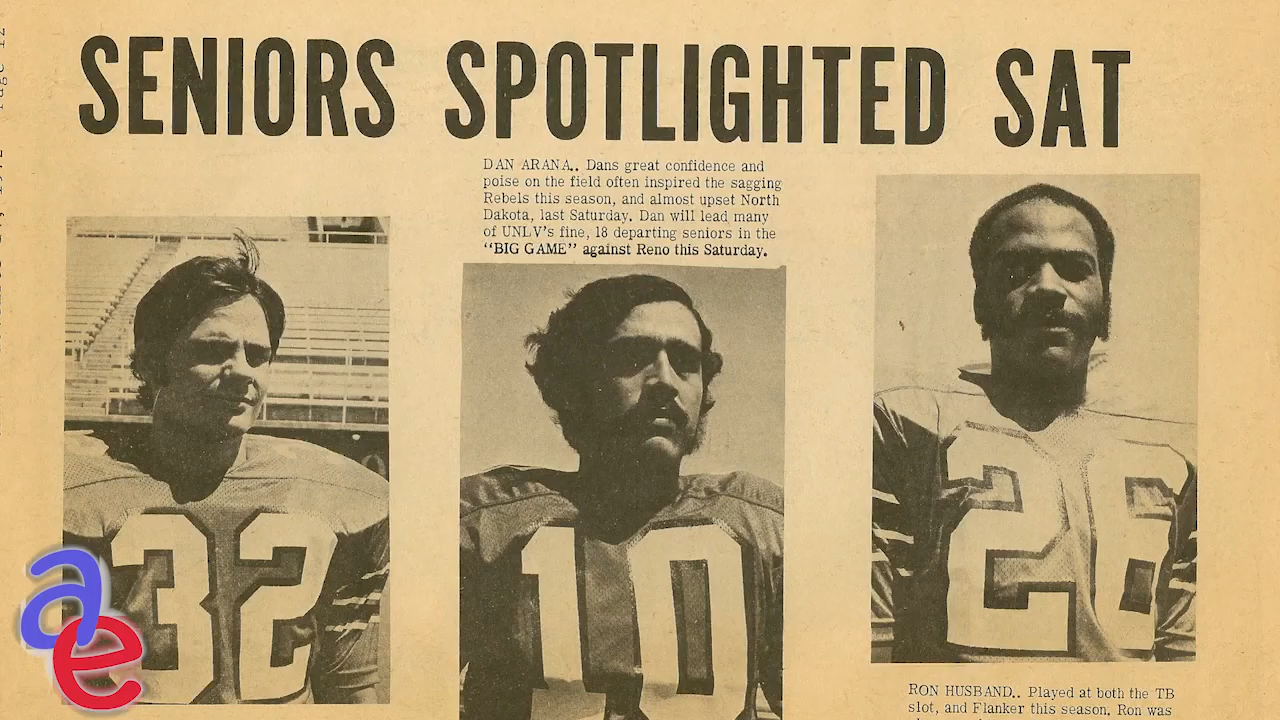 SENIORS SPOTLIGHTED SAT
DAN ARANA.. Dans great confidence and
poise on the field often inspired the sagging
Rebels this season, and almost upset North
Dakota, last Saturday. Dan will lead many
of UNLV's fine, 18 departing seniors in the
"BIG GAME" against Reno this Saturday.
32
10
26
RON HUSBAND.. Played at both the TB
slot, and Flanker this season. Ron was
ae